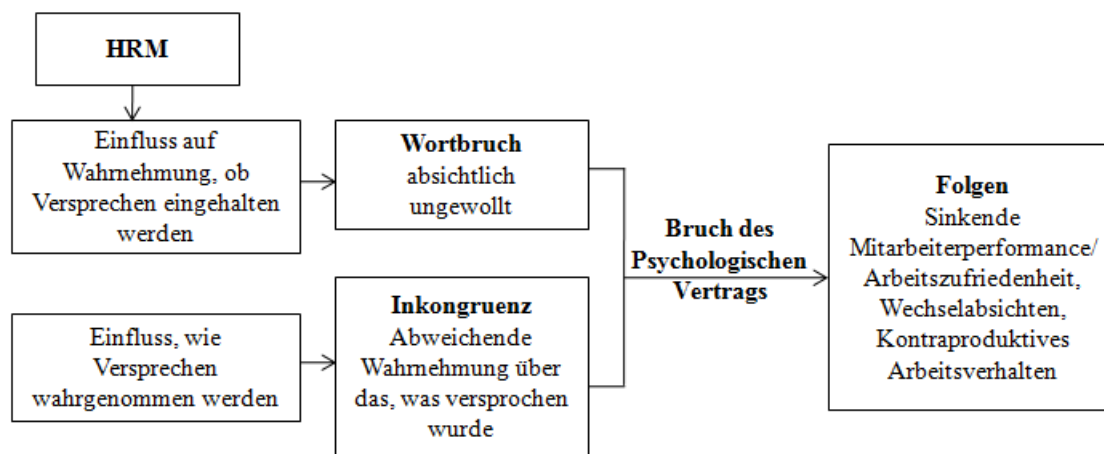 HRM
Einfluss auf
Wahrnehmung, ob
Versprechen eingehalten
werden
Wortbruch
absichtlich
ungewollt
Einfluss, wie
Versprechen
wahrgenommen werden
Inkongruenz
Abweichende
Wahrnehmung über
das, was versprochen
wurde
Bruch des
Psychologischen
Vertrags
Folgen
Sinkende
Mitarbeiterperformance/
Arbeitszufriedenheit,
Wechselabsichten,
Kontraproduktives
Arbeitsverhalten